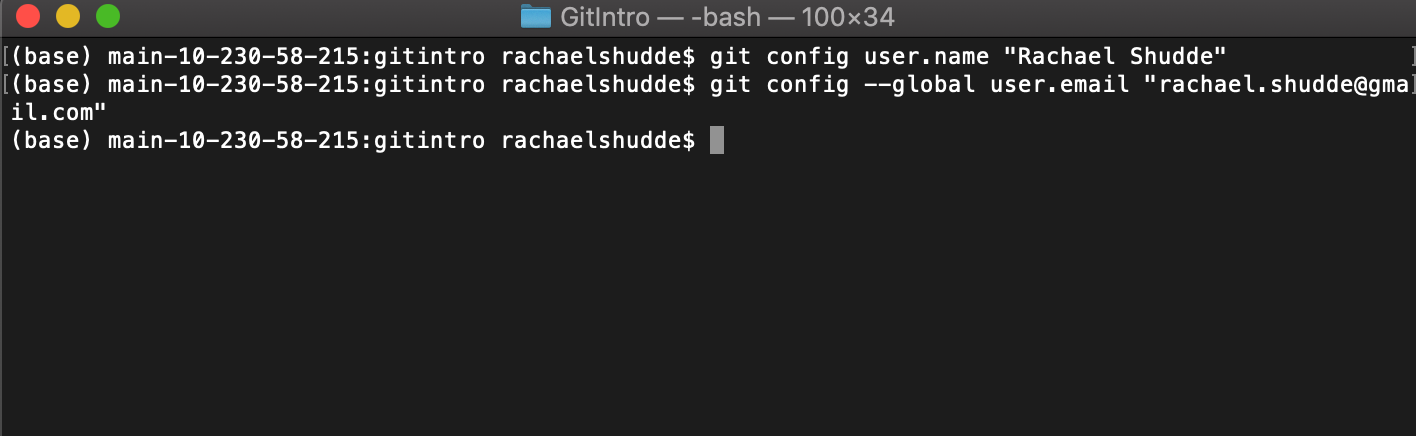 GitIntro — -bash — 100×34
[(base) main-10-230-58-215:gitintro rachaelshudde$ git config user.name "Rachael Shudde" ]
[(base) main-10-230-58-215:gitintro rachaelshudde$ git config --global user.email "rachael.shudde@gma]
il.com"
(base) main-10-230-58-215:gitintro rachaelshudde$